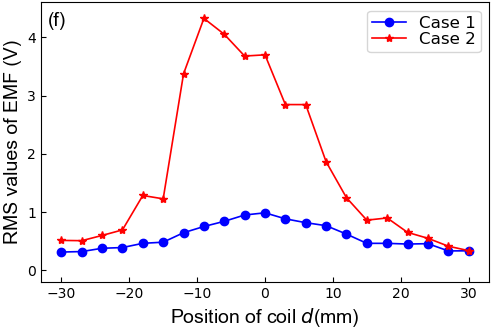 (f)
Case 1
Case 2
RMS values of EMF (V)
4
3
2
1
0
−30 −20 −10 0 10 20 30
Position of coil d(mm)